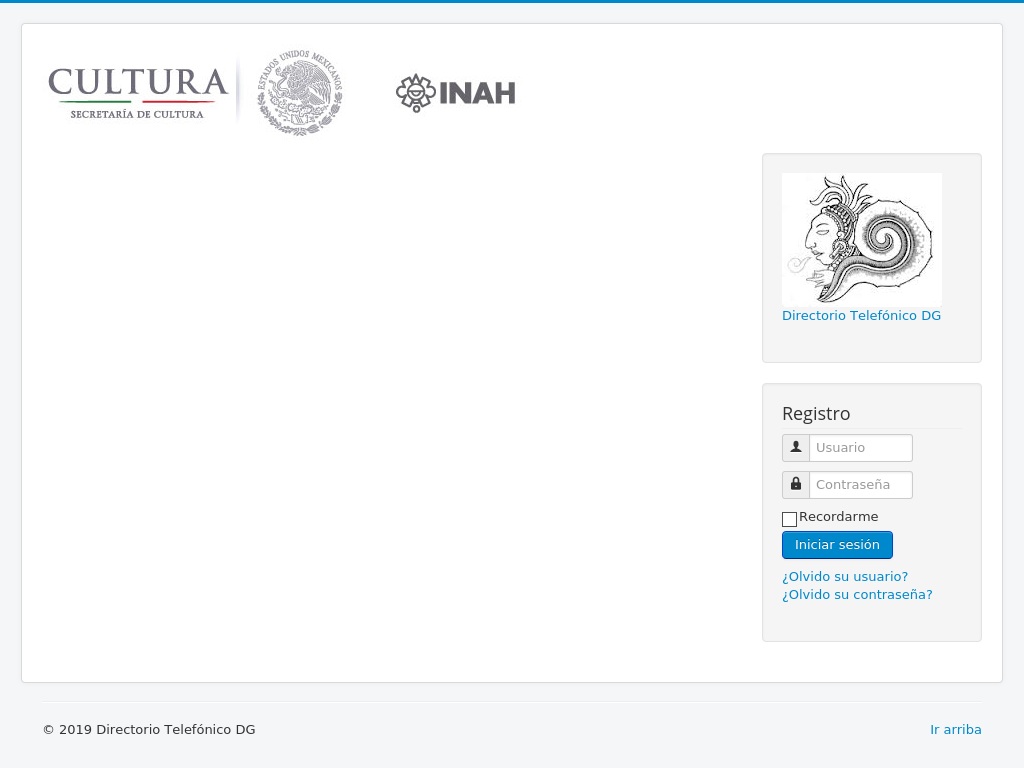 CULTURA
SECRETARÍA DE CULTURA
ESTADOS UNIDOS MEXICANOS
INAH
Directorio Telefónico DG
Registro
Usuario
Contraseña
Recordarme
Iniciar sesión
¿Olvido su usuario?
¿Olvido su contraseña?
© 2019 Directorio Telefónico DG
Ir arriba